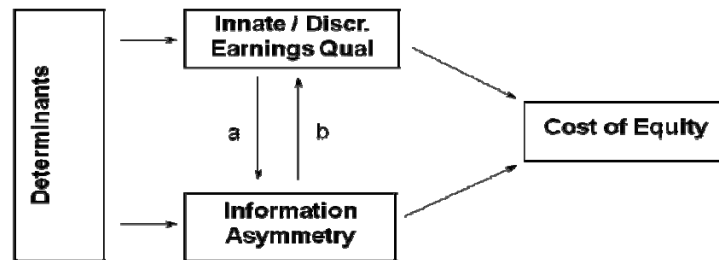 Determinants
Innate / Discr.
Earnings Qual
a
b
Cost of Equity
Information
Asymmetry